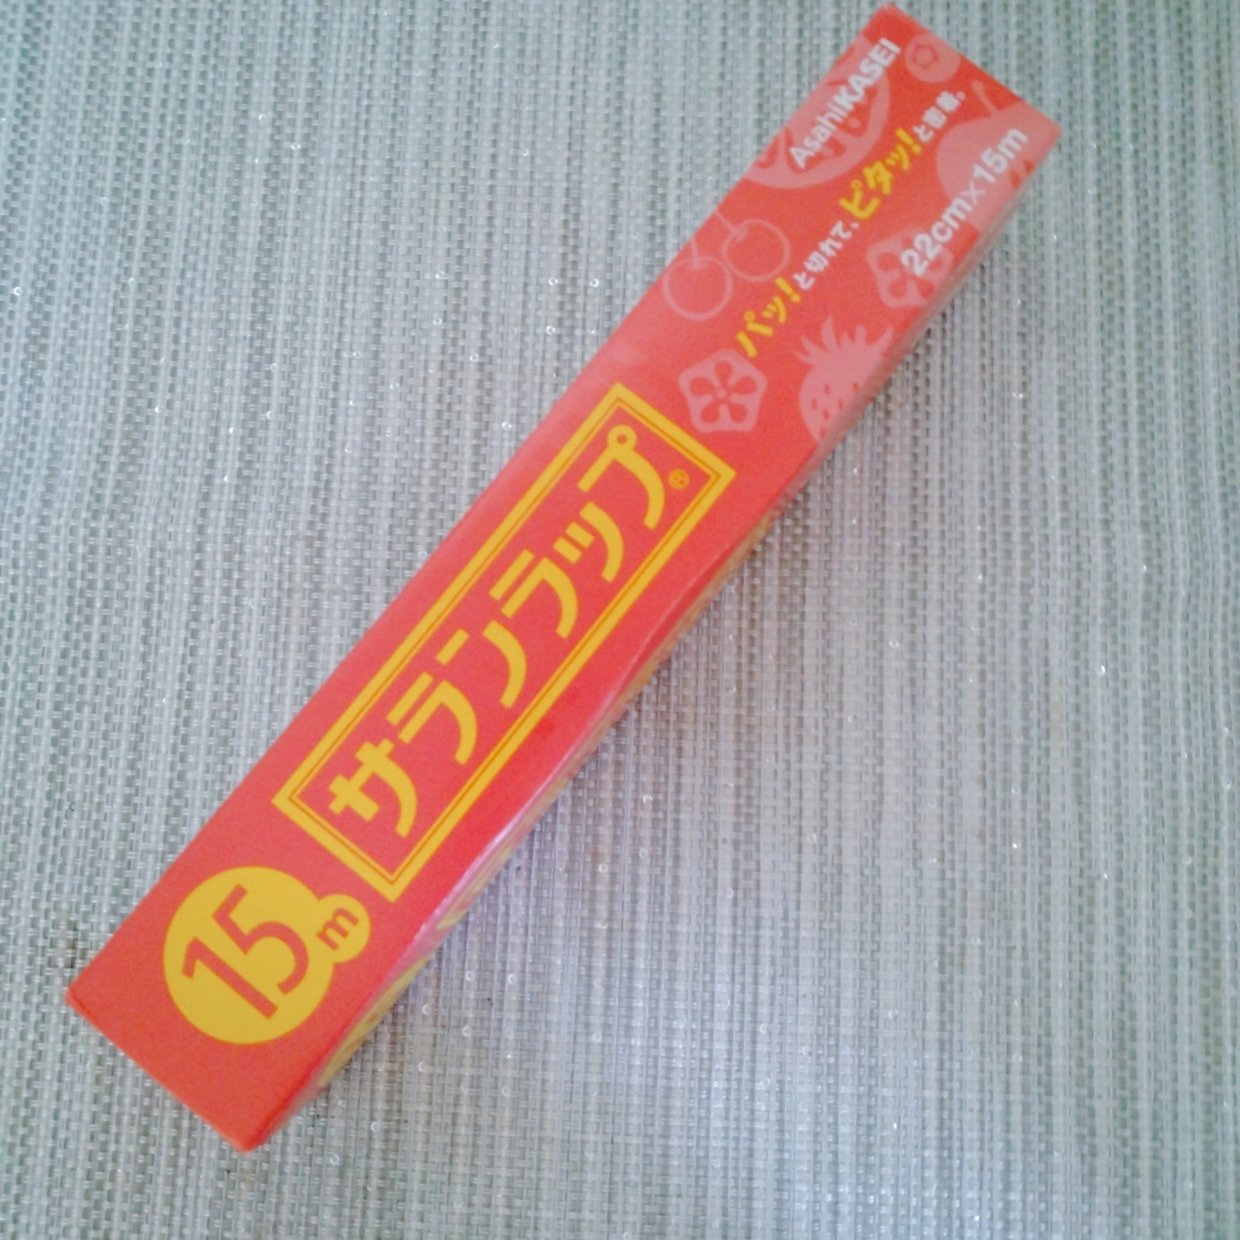 15m
サランラップ®
パッ!と切れて、ピタッ!と密着。
AsahiKASEI
22cm×15m